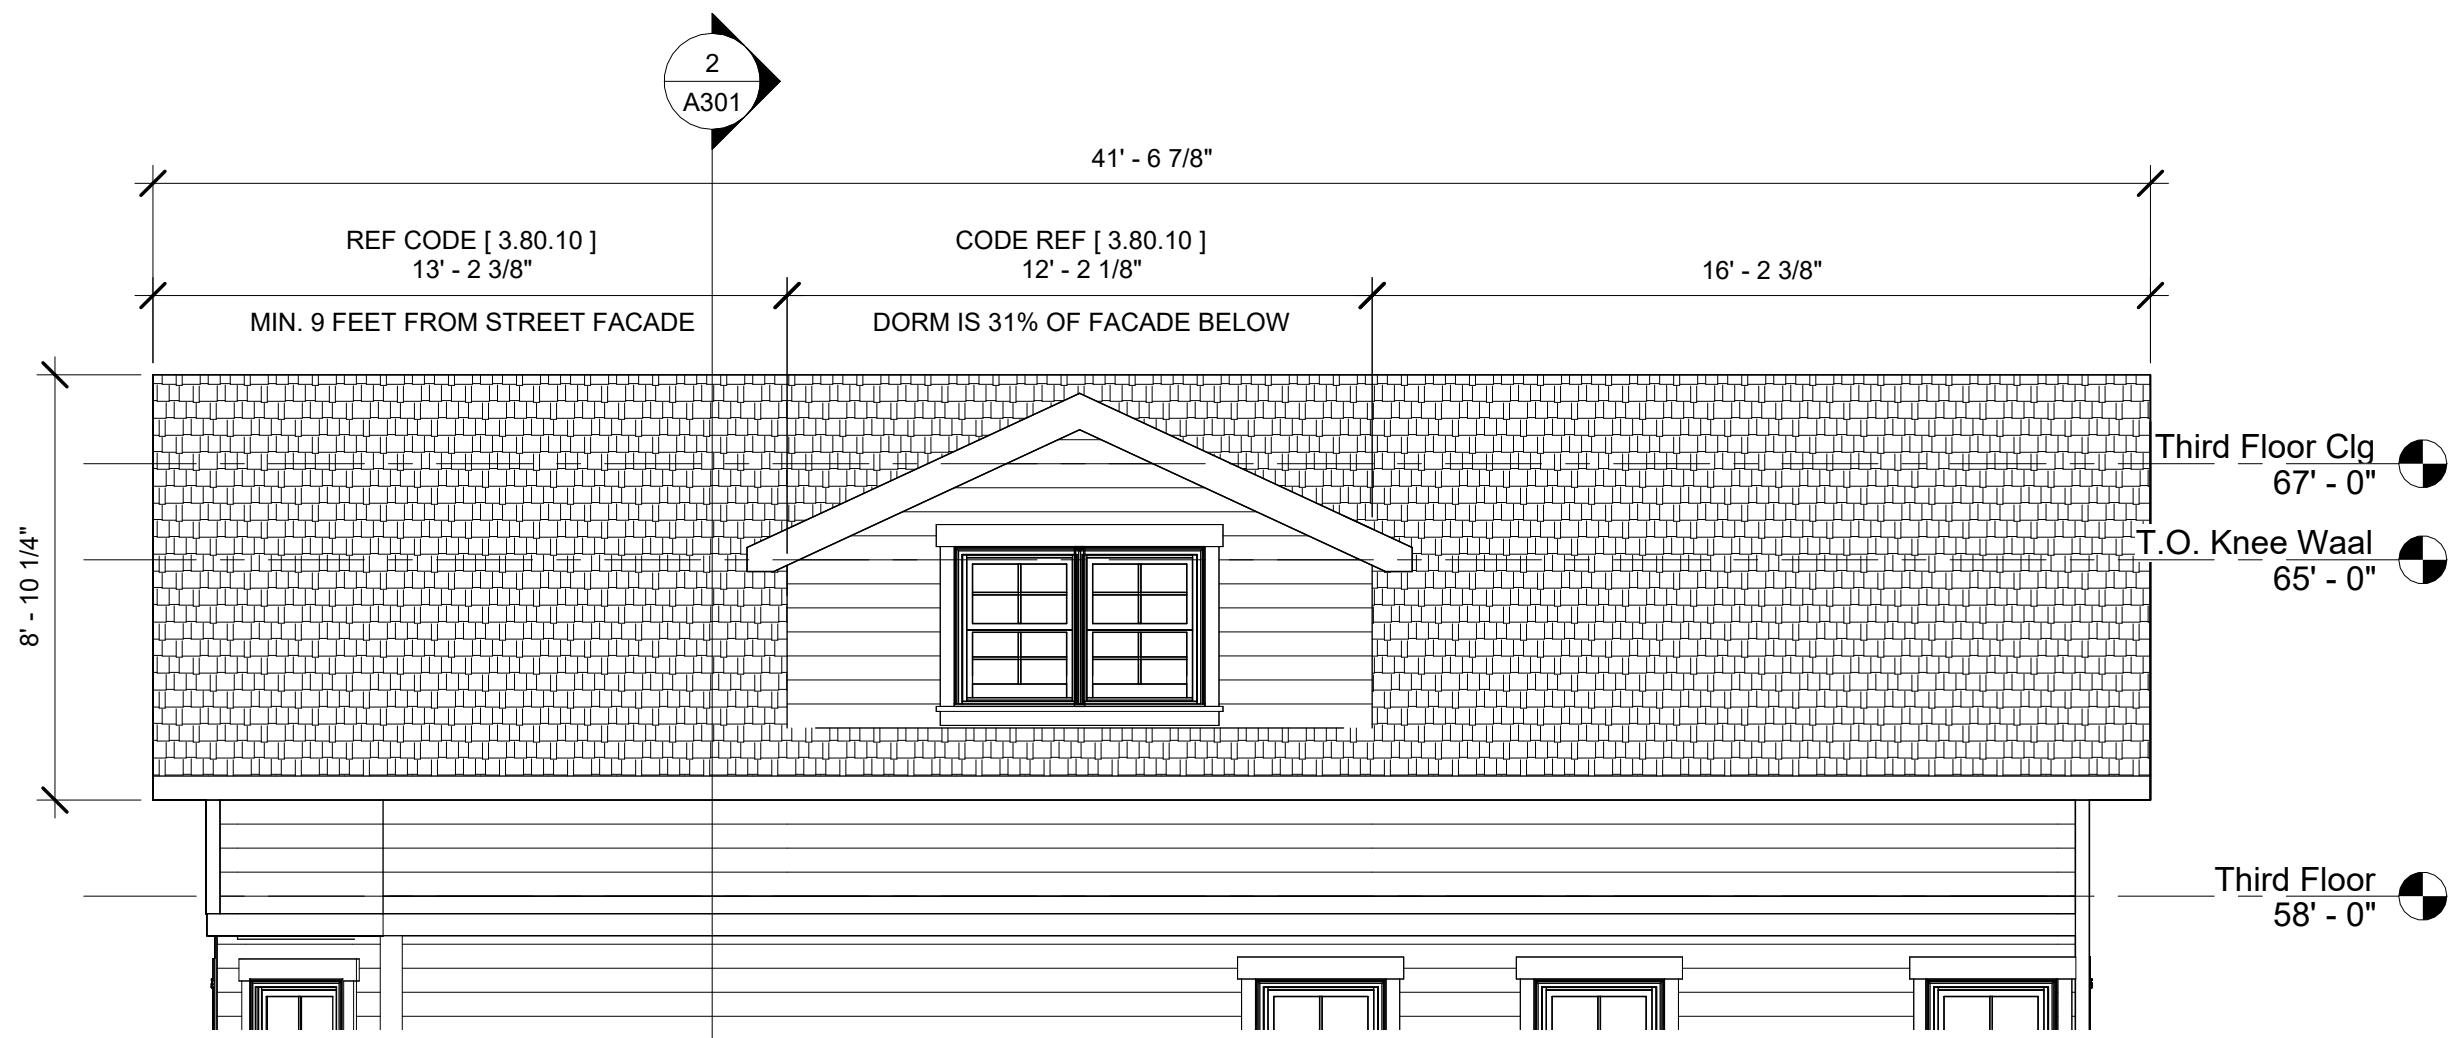 2
A301
41' - 6 7/8"
REF CODE [ 3.80.10 ]
13' - 2 3/8"
MIN. 9 FEET FROM STREET FACADE
CODE REF [ 3.80.10 ]
12' - 2 1/8"
DORM IS 31% OF FACADE BELOW
16' - 2 3/8"
8' - 10 1/4"
Third Floor Clg
67' - 0"
T.O. Knee Waal
65' - 0"
Third Floor
58' - 0"